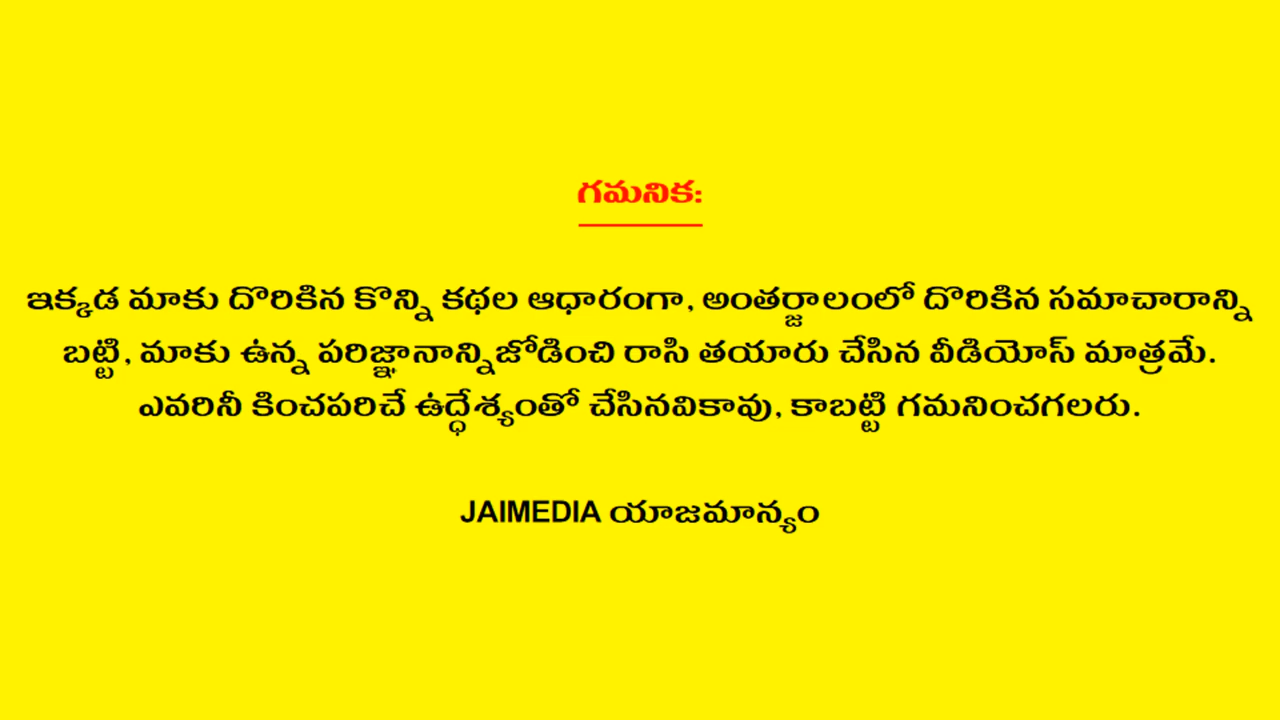 గమనిక:
ఇక్కడ మాకు దొరికిన కొన్ని కథల ఆధారంగా, అంతర్జాలంలో దొరికిన సమాచారాన్ని
బట్టి, మాకు ఉన్న పరిజ్ఞానాన్నిజోడించి రాసి తయారు చేసిన వీడియోస్ మాత్రమే.
ఎవరినీ కించపరిచే ఉద్ధేశ్యంతో చేసినవికావు, కాబట్టి గమనించగలరు.
JAIMEDIA యాజమాన్యం